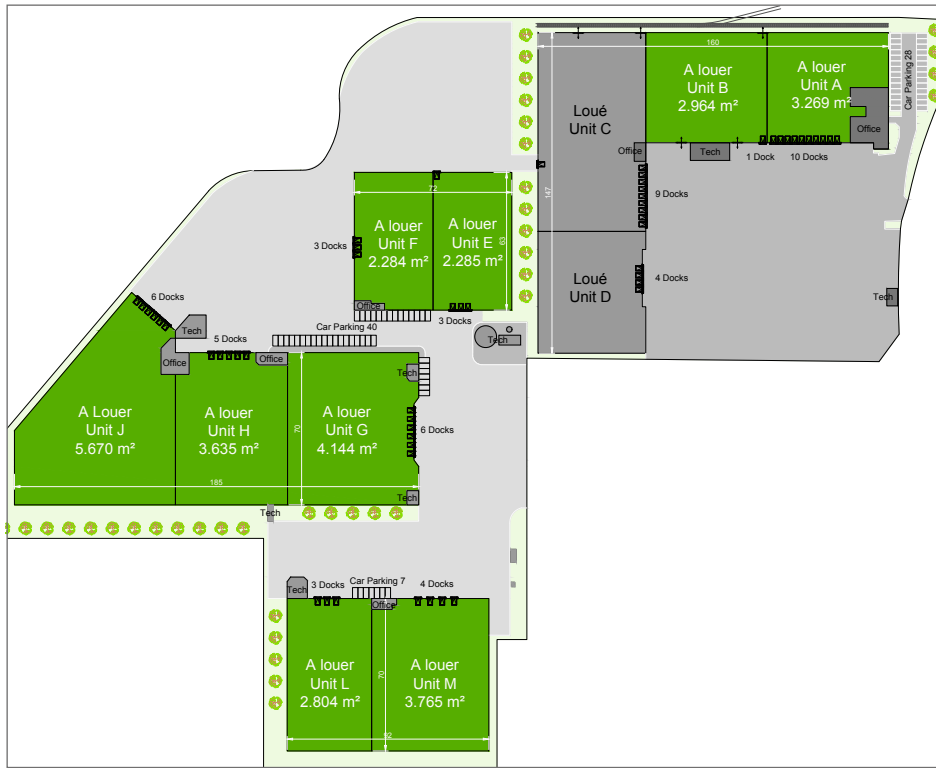 160
A louer
Unit B
2.964 m²
A louer
Unit A
3.269 m²
Car Parking 28
Loué
Unit C
Office
Office
Tech
1 Dock
10 Docks
147
9 Docks
72
A louer
Unit F
2.284 m²
A louer
Unit E
2.285 m²
63
3 Docks
4 Docks
Loué
Unit D
Tech
6 Docks
Office
3 Docks
Car Parking 40
Tech
Tech
5 Docks
Office
Office
Tech
A Louer
Unit J
5.670 m²
A louer
Unit H
3.635 m²
A louer
Unit G
4.144 m²
70
6 Docks
185
Tech
Tech
Tech
3 Docks
Car Parking 7
4 Docks
Office
A louer
Unit L
2.804 m²
A louer
Unit M
3.765 m²
70
92